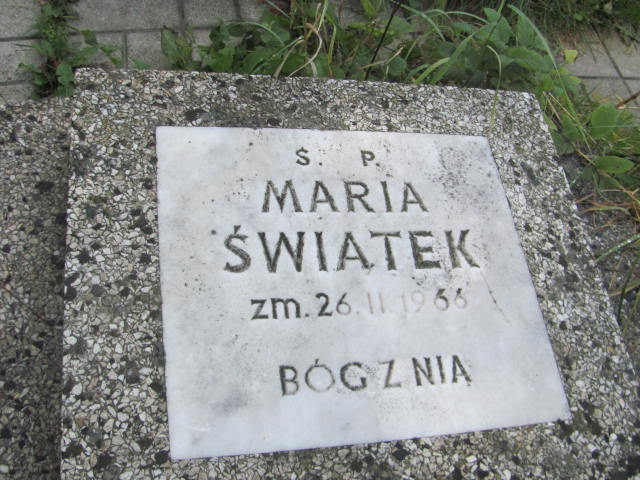 Ś. P.
MARIA
ŚWIATEK
zm. 26.II.1966
BÓG Z NIĄ